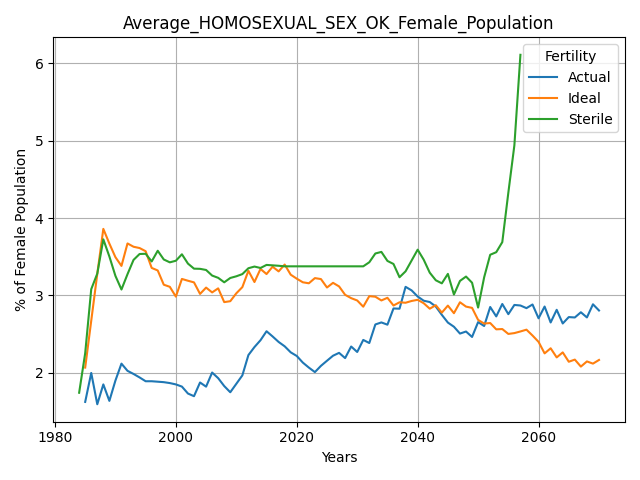 Average_HOMOSEXUAL_SEX_OK_Female_Population
Fertility
Actual
Ideal
Sterile
% of Female Population
6
5
4
3
2
1980
2000
2020
2040
2060
Years